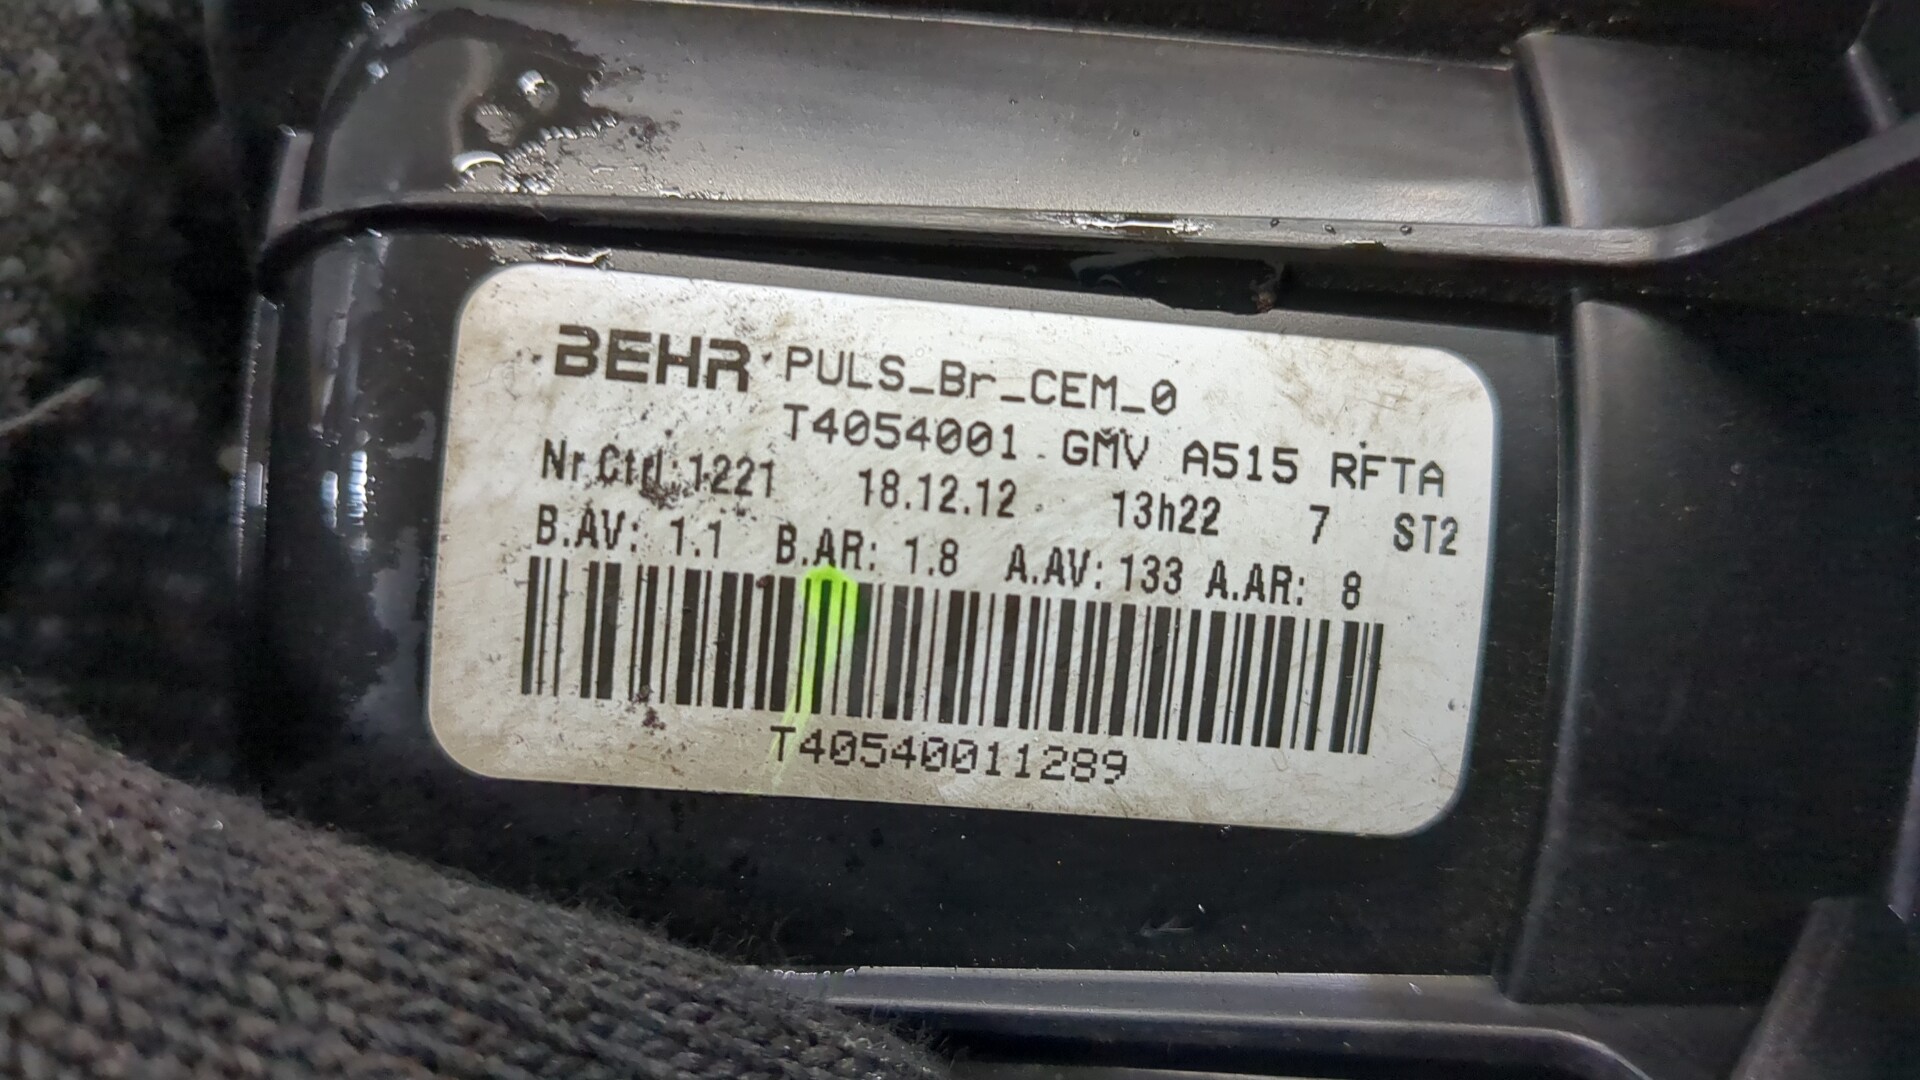 BEHR PULS_Br_CEM_0
T4054001 GMV A515 RFTA
Nr.Ctrl: 1221 18.12.12 13h22 7 ST2
B.AV: 1.1 B.AR: 1.8 A.AV: 133 A.AR: 8
T40540011289